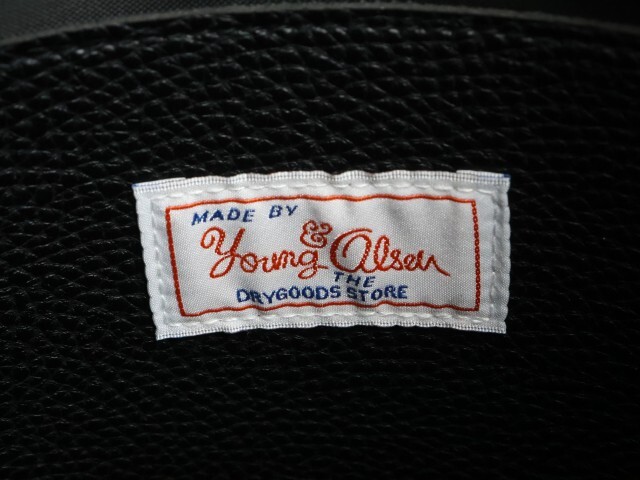 MADE BY
Young & Olsen
THE
DRYGOODS STORE